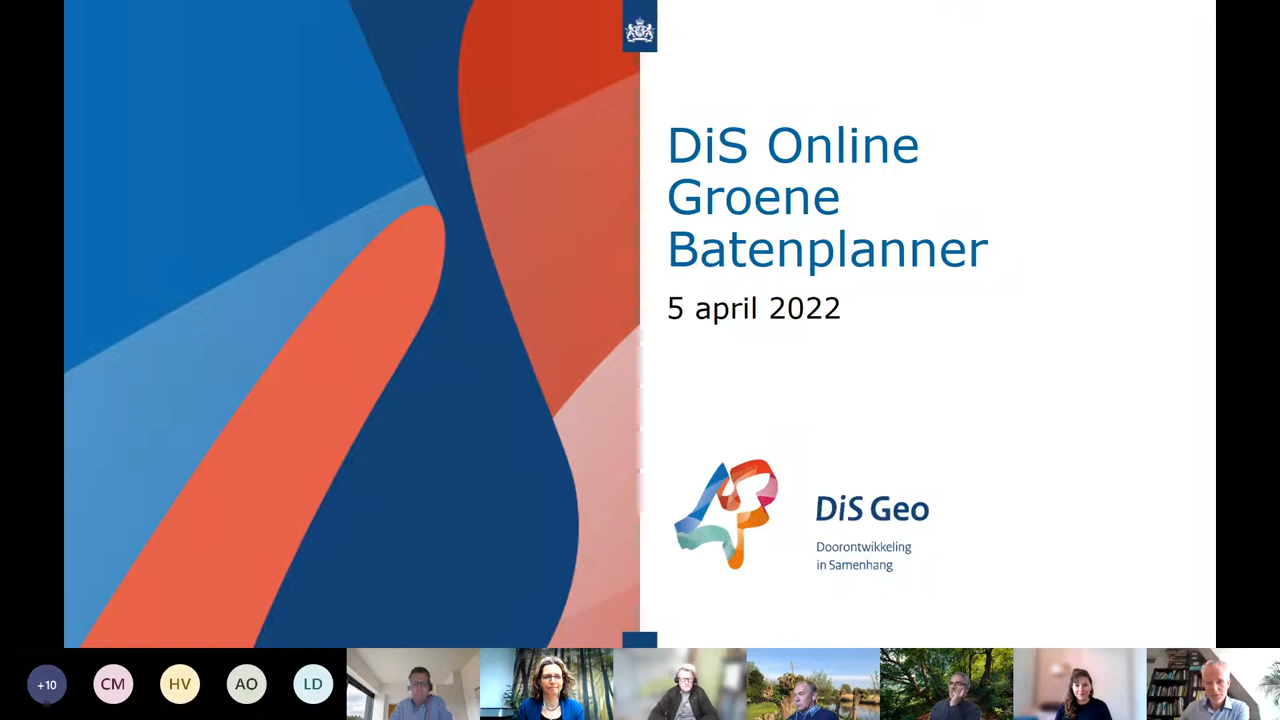 DiS Online
Groene
Batenplanner
5 april 2022
DiS Geo
Doorontwikkeling
in Samenhang
+10
CM
HV
AO
LD